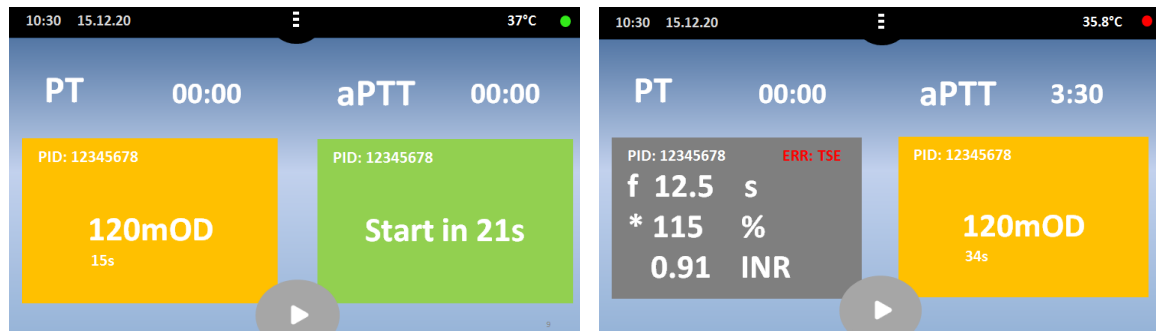 10:30 15.12.20 37°C
PT 00:00 aPTT 00:00
PID: 12345678
120mOD
15s
PID: 12345678
Start in 21s
9
10:30 15.12.20 35.8°C
PT 00:00 aPTT 3:30
PID: 12345678 ERR: TSE
f 12.5 s
* 115 %
0.91 INR
PID: 12345678
120mOD
34s